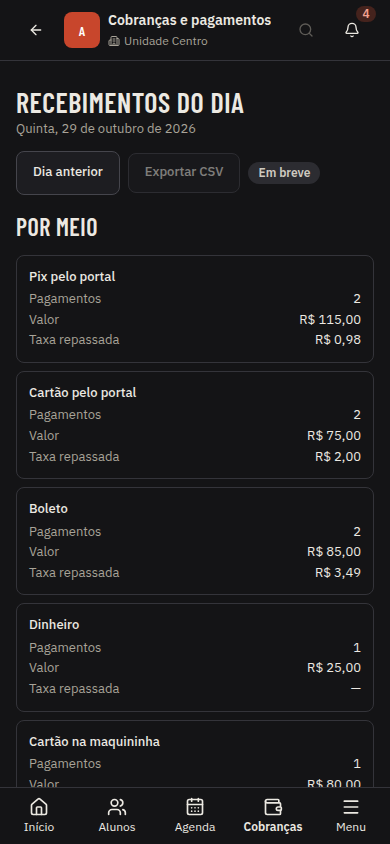 A
Cobranças e pagamentos
Unidade Centro
4
RECEBIMENTOS DO DIA
Quinta, 29 de outubro de 2026
Dia anterior
Exportar CSV
Em breve
POR MEIO
Pix pelo portal
Pagamentos 2
Valor R$ 115,00
Taxa repassada R$ 0,98
Cartão pelo portal
Pagamentos 2
Valor R$ 75,00
Taxa repassada R$ 2,00
Boleto
Pagamentos 2
Valor R$ 85,00
Taxa repassada R$ 3,49
Dinheiro
Pagamentos 1
Valor R$ 25,00
Taxa repassada —
Cartão na maquininha
Pagamentos 1
Valor R$ 80,00
Início
Alunos
Agenda
Cobranças
Menu